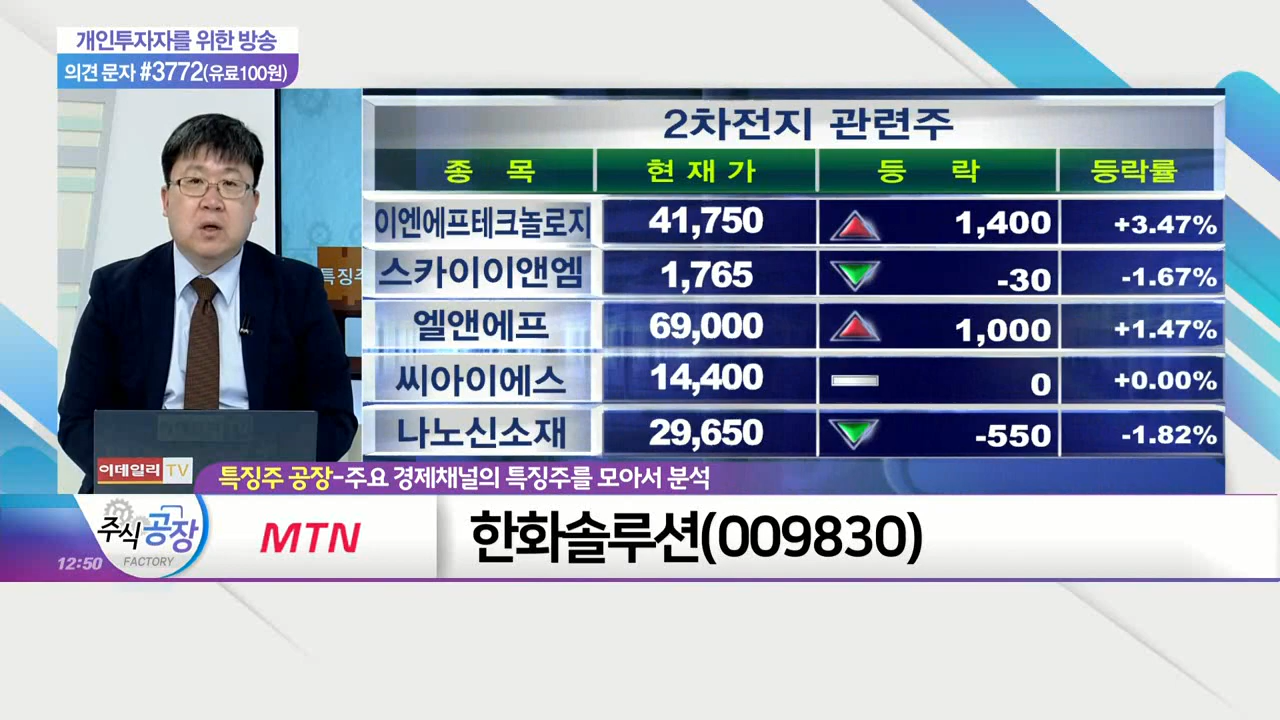 개인투자자를 위한 방송
의견 문자 #3772(유료100원)
2차전지 관련주
종 목 현 재 가 등 락 등락률
이엔에프테크놀로지 41,750 1,400 +3.47%
스카이이앤엠 1,765 -30 -1.67%
엘앤에프 69,000 1,000 +1.47%
씨아이에스 14,400 0 +0.00%
나노신소재 29,650 -550 -1.82%
특징주
이데일리 TV
특징주 공장-주요 경제채널의 특징주를 모아서 분석
주식공장
FACTORY
12:50
MTN
한화솔루션(009830)